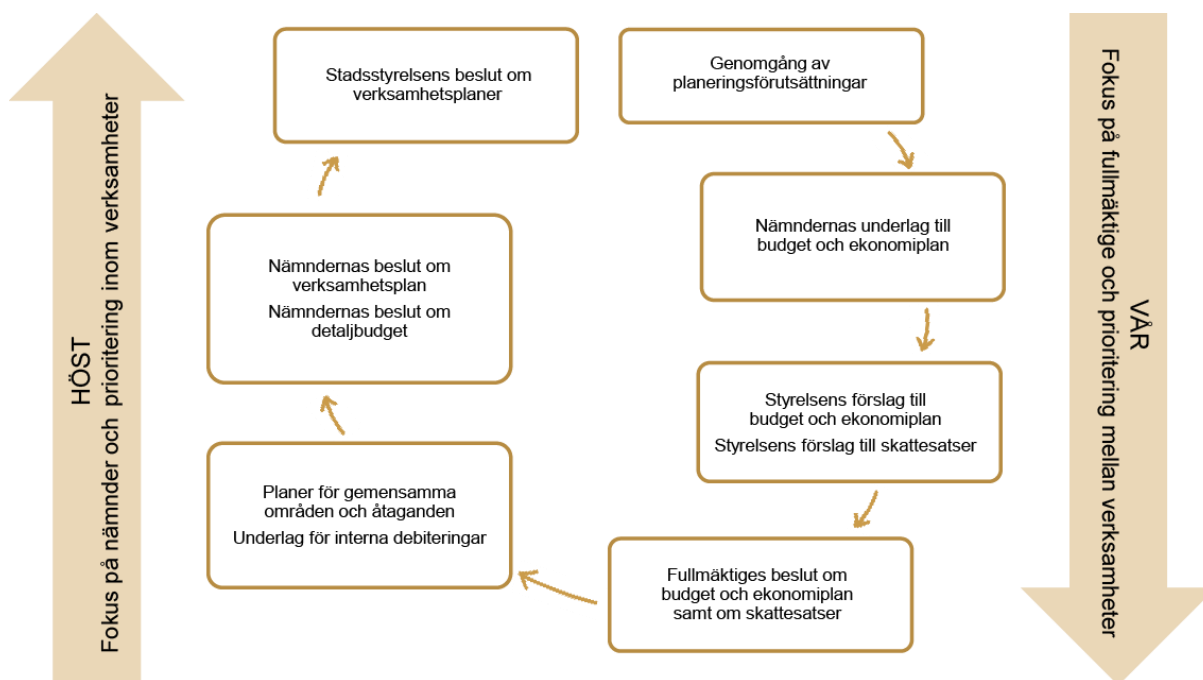 HÖST
Fokus på nämnder och prioritering inom verksamheter
Stadsstyrelsens beslut om
verksamhetsplaner
Genomgång av
planeringsförutsättningar
Nämndernas underlag till
budget och ekonomiplan
Nämndernas beslut om
verksamhetsplan
Nämndernas beslut om
detaljbudget
Styrelsens förslag till
budget och ekonomiplan
Styrelsens förslag till skattesatser
Planer för gemensamma
områden och åtaganden
Underlag för interna debiteringar
Fullmäktiges beslut om
budget och ekonomiplan
samt om skattesatser
VÅR
Fokus på fullmäktige och prioritering mellan verksamheter